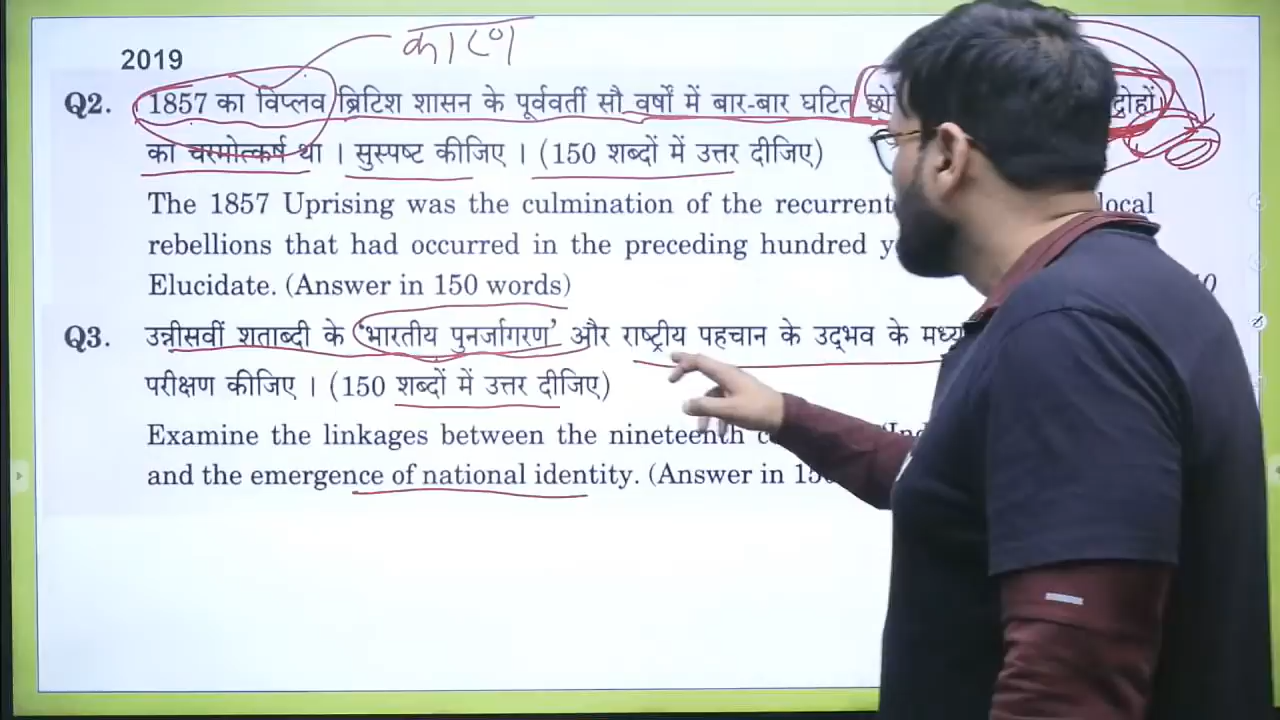 2019
कारण
Q2. 1857 का विप्लव ब्रिटिश शासन के पूर्ववर्ती सौ वर्षों में बार-बार घटित
का चरमोत्कर्ष था । सुस्पष्ट कीजिए । (150 शब्दों में उत्तर दीजिए)
The 1857 Uprising was the culmination of the recurrent local
rebellions that had occurred in the preceding hundred
Elucidate. (Answer in 150 words)
Q3. उन्नीसवीं शताब्दी के 'भारतीय पुनर्जागरण' और राष्ट्रीय पहचान के उद्‌भव के
परीक्षण कीजिए । (150 शब्दों में उत्तर दीजिए)
Examine the linkages between the nineteenth
and the emergence of national identity. (Answer in